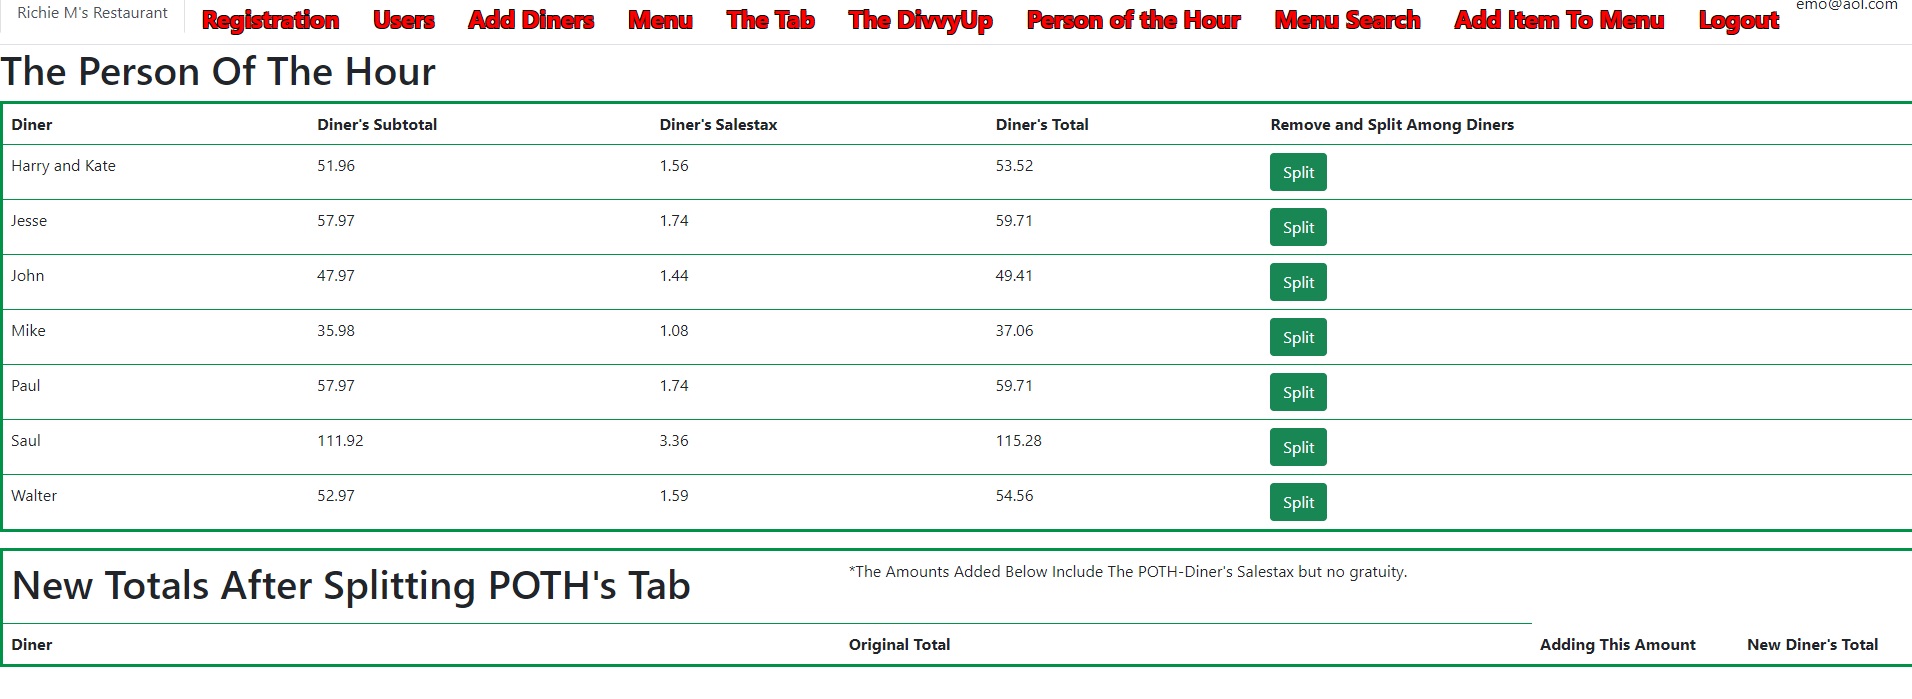 Richie M's Restaurant Registration Users Add Diners Menu The Tab The DivvyUp Person of the Hour Menu Search Add Item To Menu Logout emo@aol.com
The Person Of The Hour
Diner Diner's Subtotal Diner's Salestax Diner's Total Remove and Split Among Diners
Harry and Kate 51.96 1.56 53.52 Split
Jesse 57.97 1.74 59.71 Split
John 47.97 1.44 49.41 Split
Mike 35.98 1.08 37.06 Split
Paul 57.97 1.74 59.71 Split
Saul 111.92 3.36 115.28 Split
Walter 52.97 1.59 54.56 Split
New Totals After Splitting POTH's Tab *The Amounts Added Below Include The POTH-Diner's Salestax but no gratuity.
Diner Original Total Adding This Amount New Diner's Total